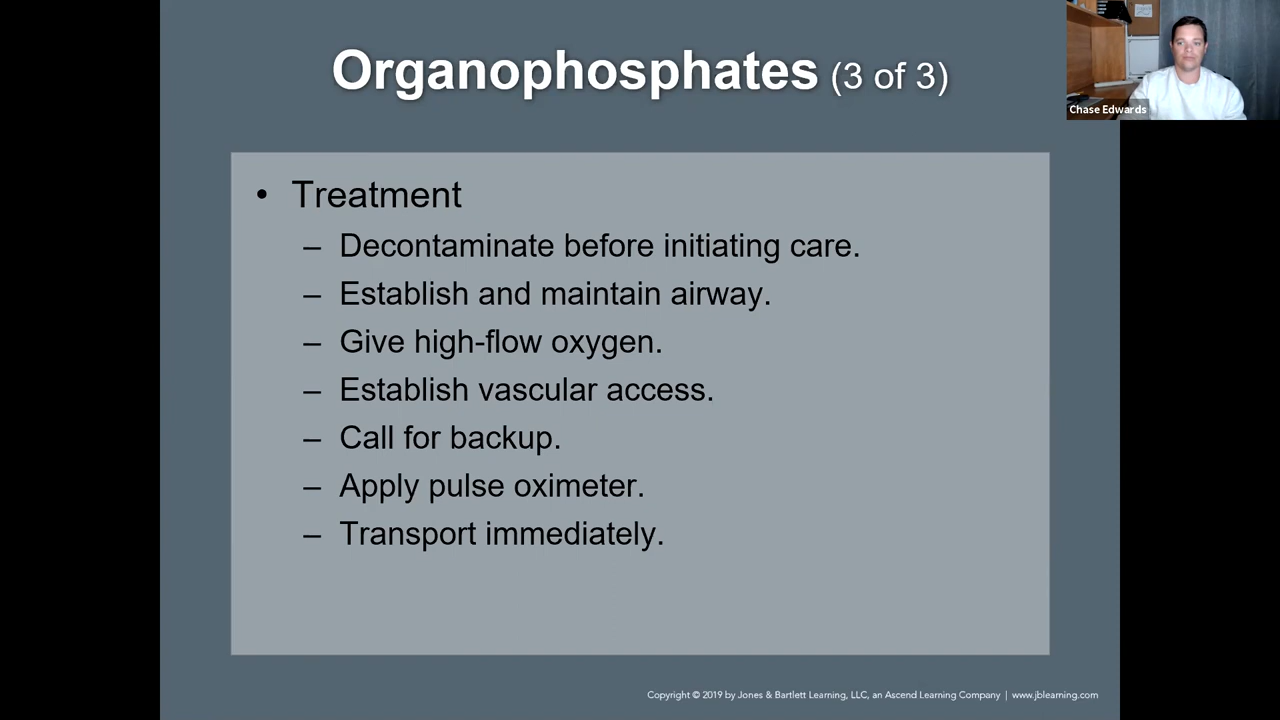 Organophosphates (3 of 3)
Chase Edwards
• Treatment
– Decontaminate before initiating care.
– Establish and maintain airway.
– Give high-flow oxygen.
– Establish vascular access.
– Call for backup.
– Apply pulse oximeter.
– Transport immediately.
Copyright © 2019 by Jones & Bartlett Learning, LLC, an Ascend Learning Company | www.jblearning.com